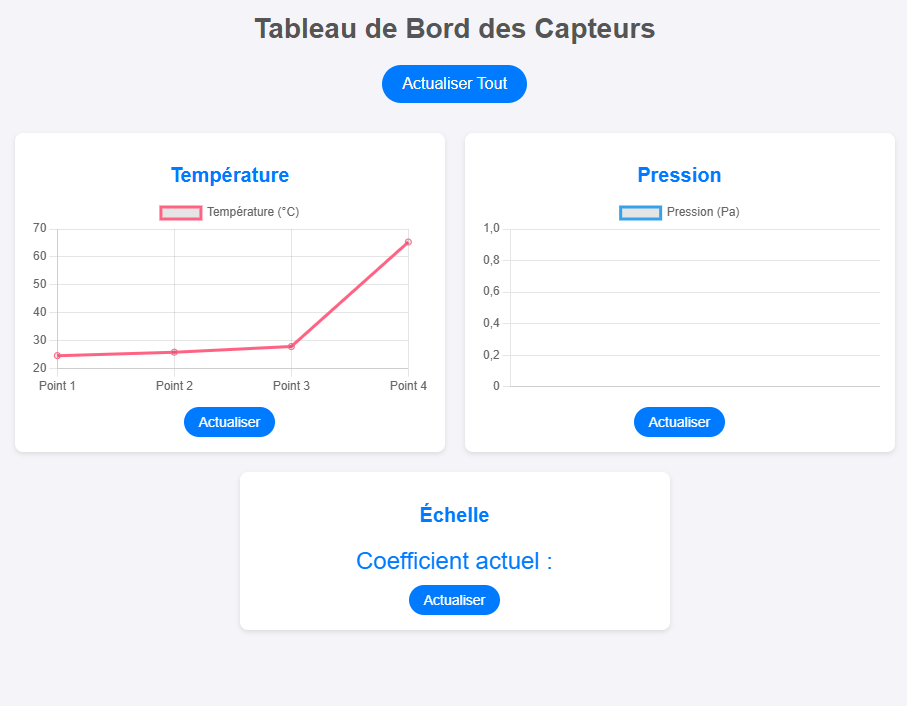 Tableau de Bord des Capteurs
Actualiser Tout
Température
Température (°C)
70
60
50
40
30
20
Point 1 Point 2 Point 3 Point 4
Actualiser
Pression
Pression (Pa)
1,0
0,8
0,6
0,4
0,2
0
Actualiser
Échelle
Coefficient actuel :
Actualiser